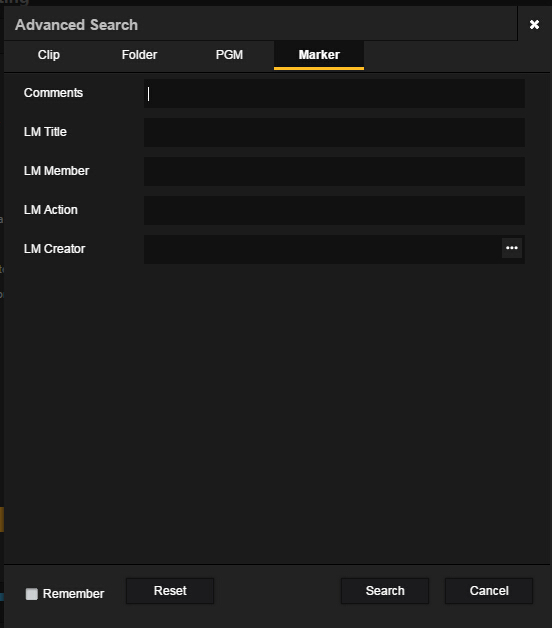 Advanced Search
Clip Folder PGM Marker
Comments
LM Title
LM Member
LM Action
LM Creator
Remember Reset Search Cancel